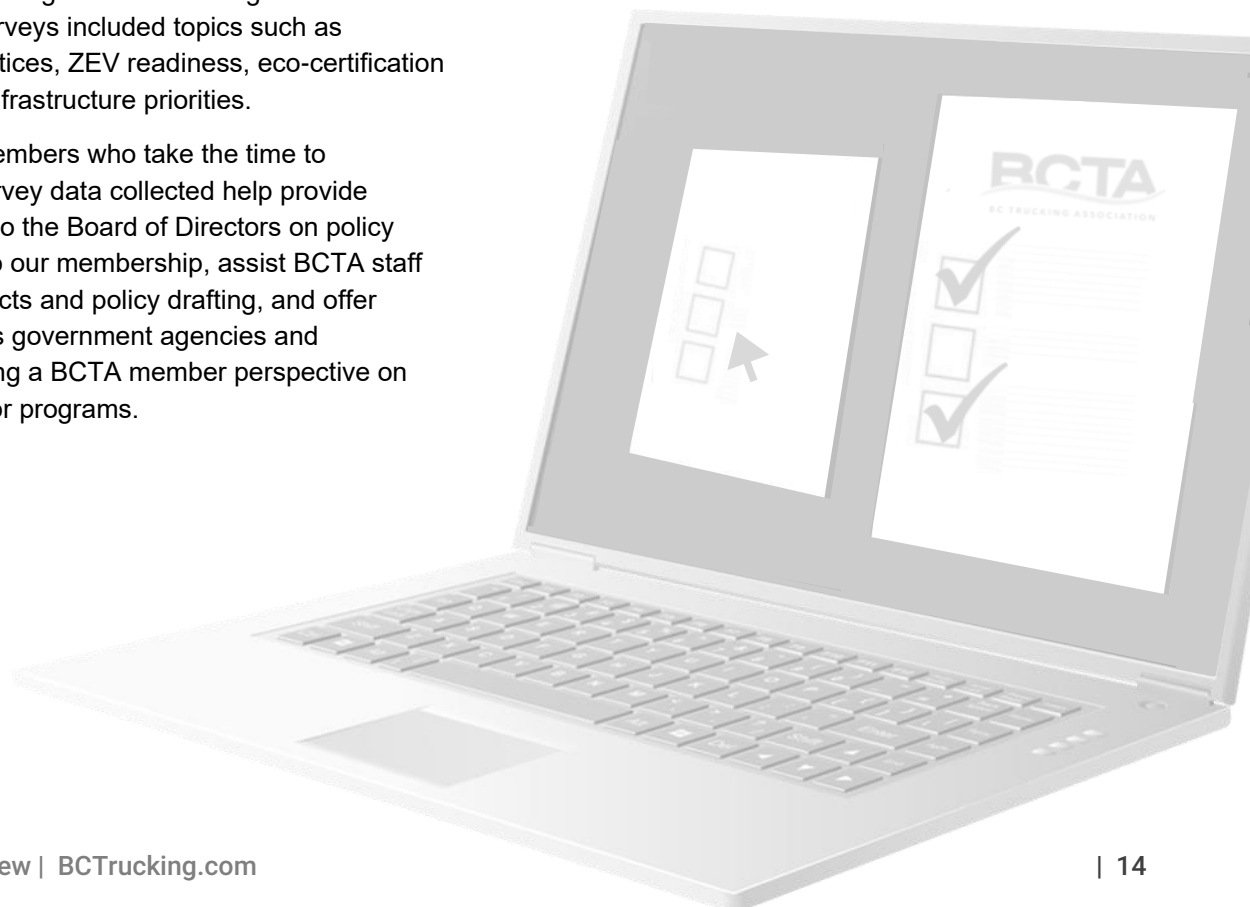 rveys included topics such as
tices, ZEV readiness, eco-certification
frastructure priorities.
embers who take the time to
rvey data collected help provide
o the Board of Directors on policy
o our membership, assist BCTA staff
cts and policy drafting, and offer
s government agencies and
ng a BCTA member perspective on
or programs.
BCTA
BC TRUCKING ASSOCIATION
ew | BCTrucking.com
| 14